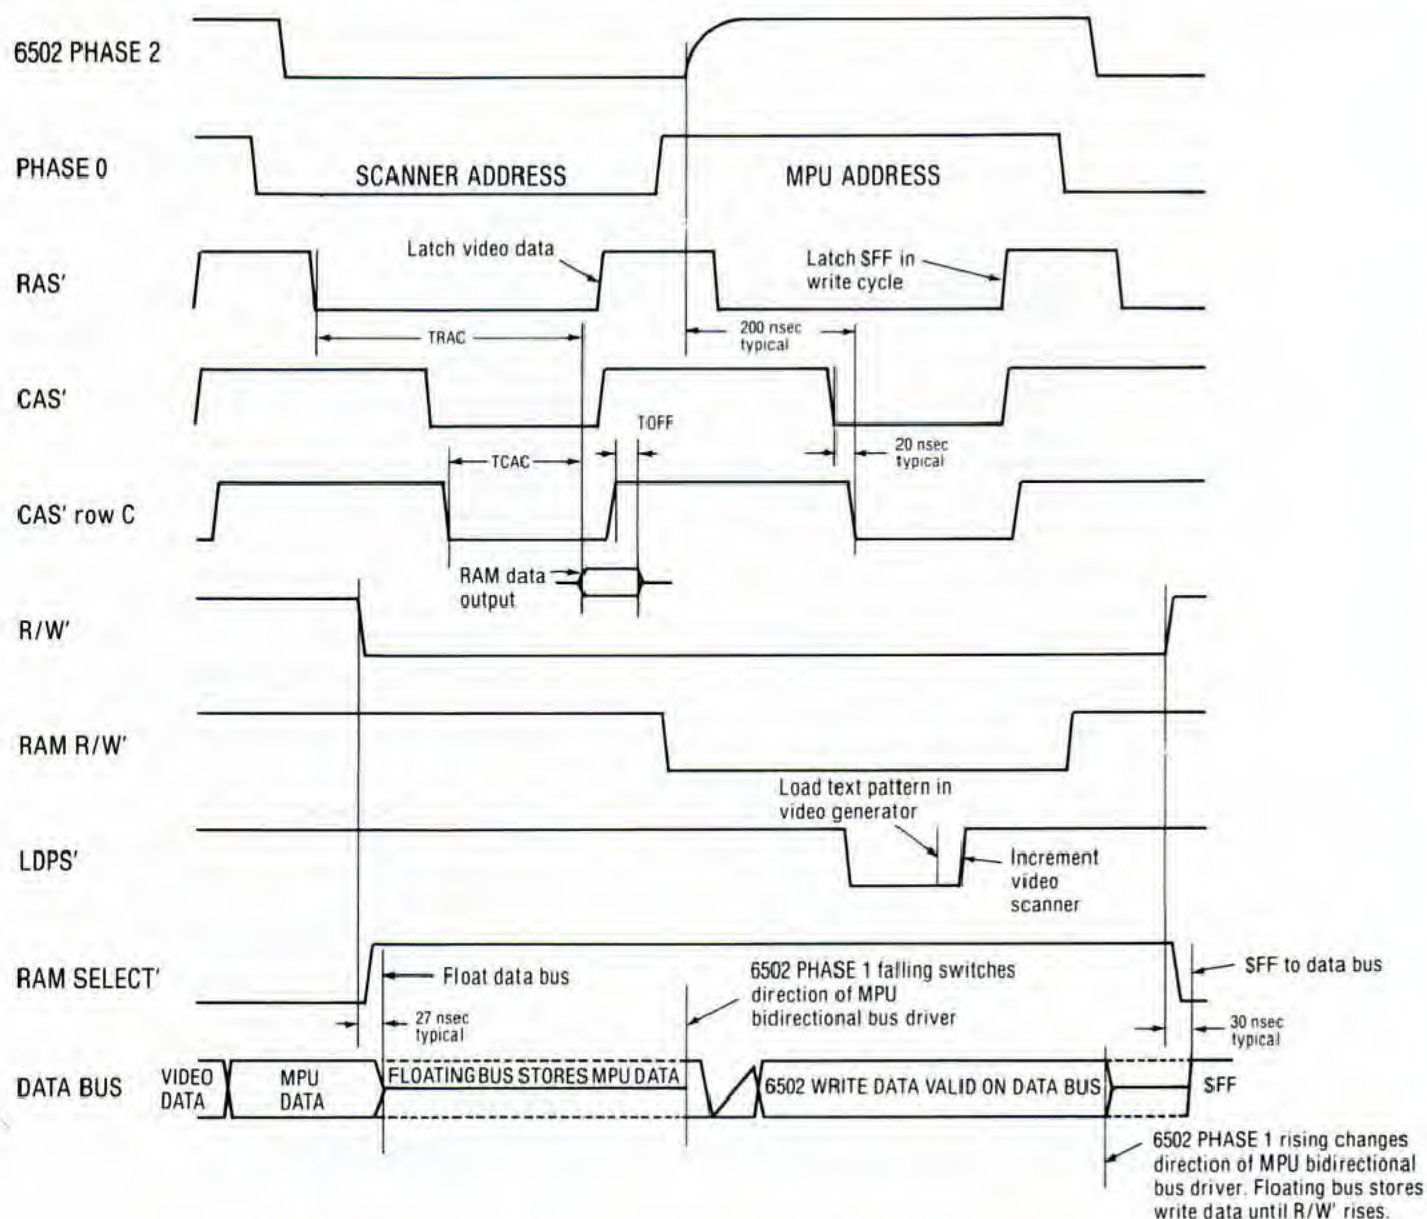 6502 PHASE 2
PHASE 0
SCANNER ADDRESS
MPU ADDRESS
RAS'
Latch video data
Latch $FF in
write cycle
TRAC
200 nsec
typical
CAS'
TOFF
TCAC
20 nsec
typical
CAS' row C
RAM data
output
R/W'
RAM R/W'
Load text pattern in
video generator
LDPS'
Increment
video
scanner
RAM SELECT'
Float data bus
6502 PHASE 1 falling switches
direction of MPU
bidirectional bus driver
$FF to data bus
27 nsec
typical
30 nsec
typical
DATA BUS
VIDEO
DATA
MPU
DATA
FLOATING BUS STORES MPU DATA
6502 WRITE DATA VALID ON DATA BUS
$FF
6502 PHASE 1 rising changes
direction of MPU bidirectional
bus driver. Floating bus stores
write data until R/W' rises.